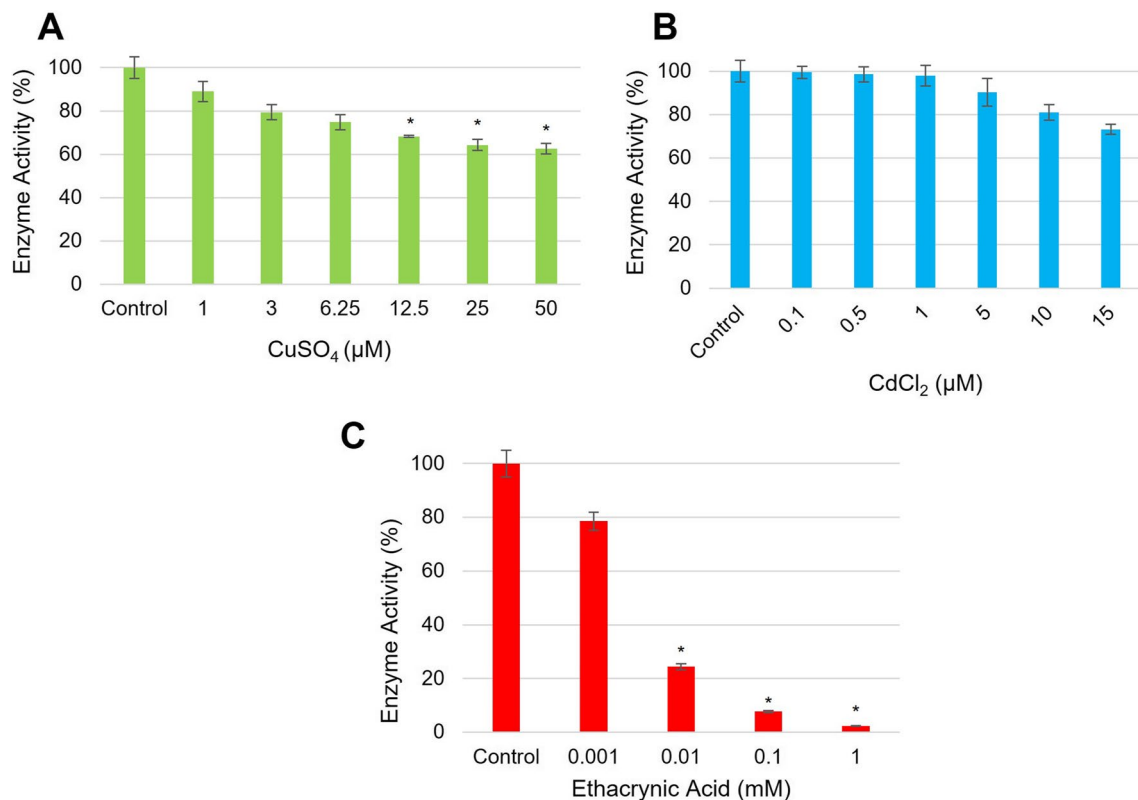 A
Enzyme Activity (%)
100
80
60
40
20
0
* * *
Control 1 3 6.25 12.5 25 50
CuSO₄ (µM)
B
Enzyme Activity (%)
100
80
60
40
20
0
Control 0.1 0.5 1 5 10 15
CdCl₂ (µM)
C
Enzyme Activity (%)
100
80
60
40
20
0
* * *
Control 0.001 0.01 0.1 1
Ethacrynic Acid (mM)